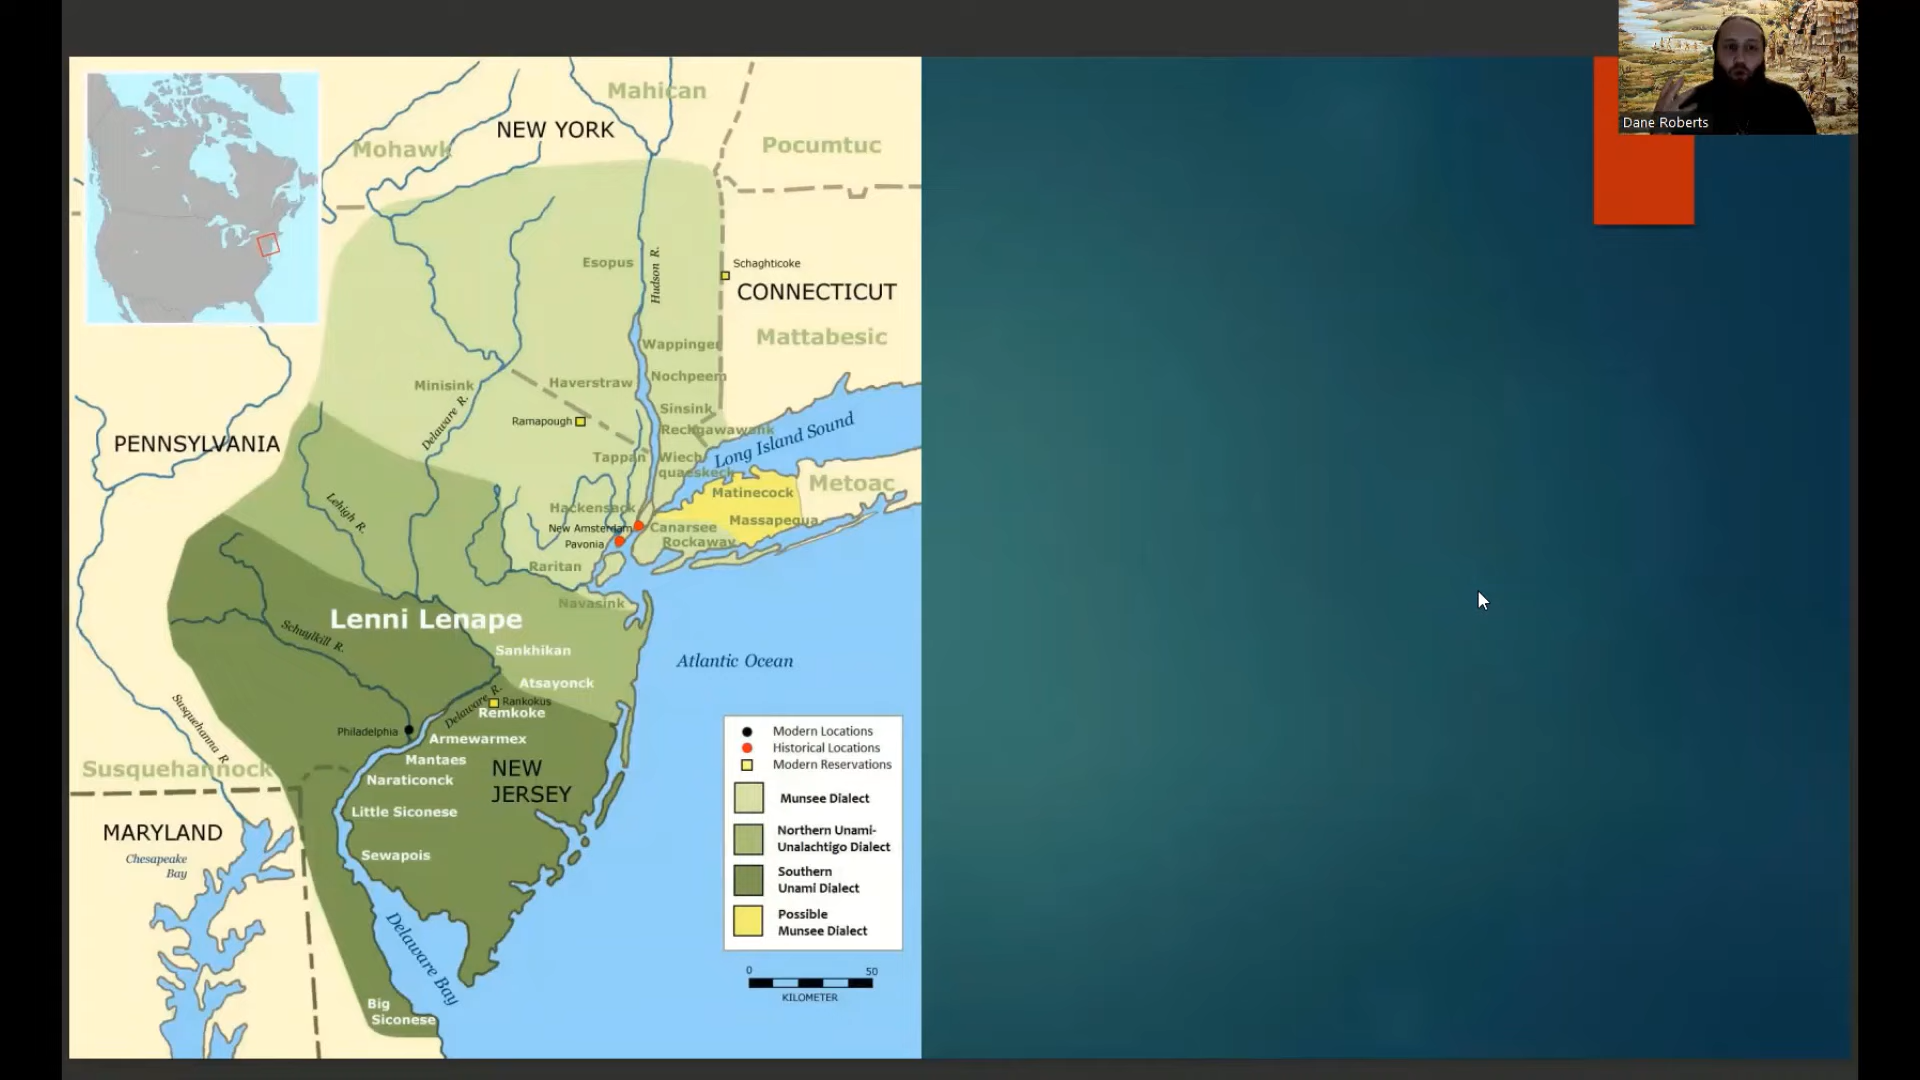 Dane Roberts
Mahican
NEW YORK
Mohawk
Pocumtuc
Esopus
Hudson R.
Schaghticoke
CONNECTICUT
Mattabesic
Wappinger
Nochpeem
Minisink
Haverstraw
Delaware R.
Sinsink
Ramapough
Rechgawawank
Long Island Sound
PENNSYLVANIA
Tappan
Wiech
quaeskeck
Metoac
Matinecock
Lehigh R.
Hackensack
Massapequa
New Amsterdam
Canarsee
Pavonia
Rockaway
Raritan
Navasink
Lenni Lenape
Schuylkill R.
Sankhikan
Atlantic Ocean
Atsayonck
Delaware R.
Rankokus
Remkoke
Susquehanna R.
Philadelphia
Armewarmex
Mantaes
Susquehannock
Naraticonck
NEW
JERSEY
Little Siconese
MARYLAND
Chesapeake
Bay
Sewapois
Delaware Bay
Big
Siconese
Modern Locations
Historical Locations
Modern Reservations
Munsee Dialect
Northern Unami-
Unalachtigo Dialect
Southern
Unami Dialect
Possible
Munsee Dialect
0 50
KILOMETER